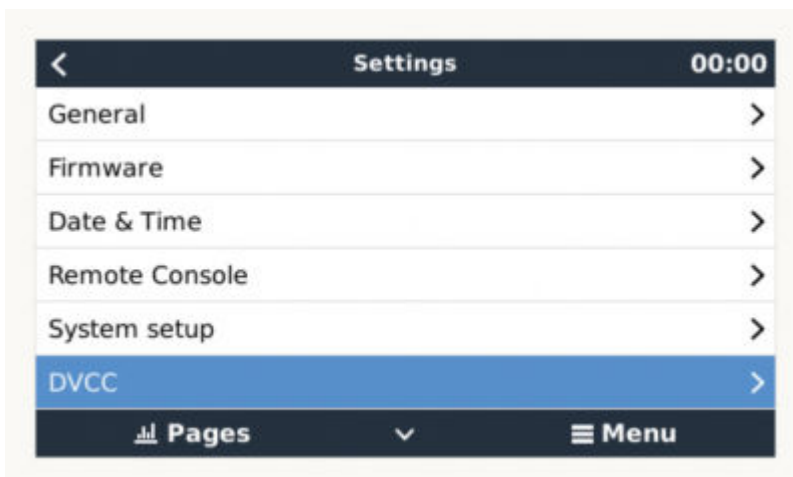 Settings 00:00
General
Firmware
Date & Time
Remote Console
System setup
DVCC
Pages Menu